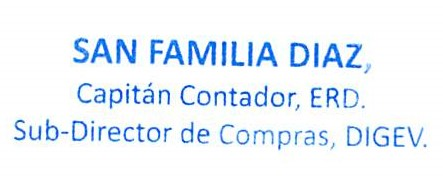 SAN FAMILIA DIAZ,
Capitán Contador, ERD.
Sub-Director de Compras, DIGEV.